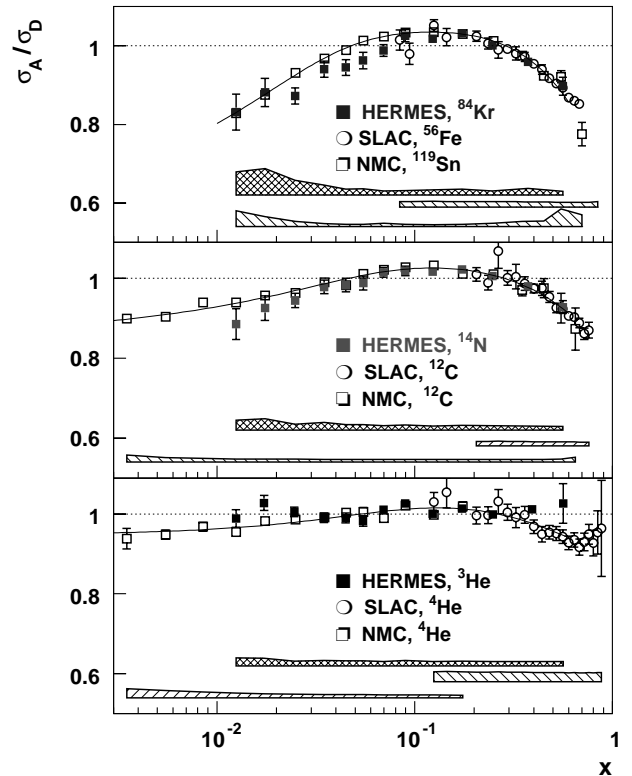 σA/σD
1
0.8
0.6
HERMES, ⁸⁴Kr
SLAC, ⁵⁶Fe
NMC, ¹¹⁹Sn
1
0.8
0.6
HERMES, ¹⁴N
SLAC, ¹²C
NMC, ¹²C
1
0.8
0.6
HERMES, ³He
SLAC, ⁴He
NMC, ⁴He
10⁻² 10⁻¹ 1
x